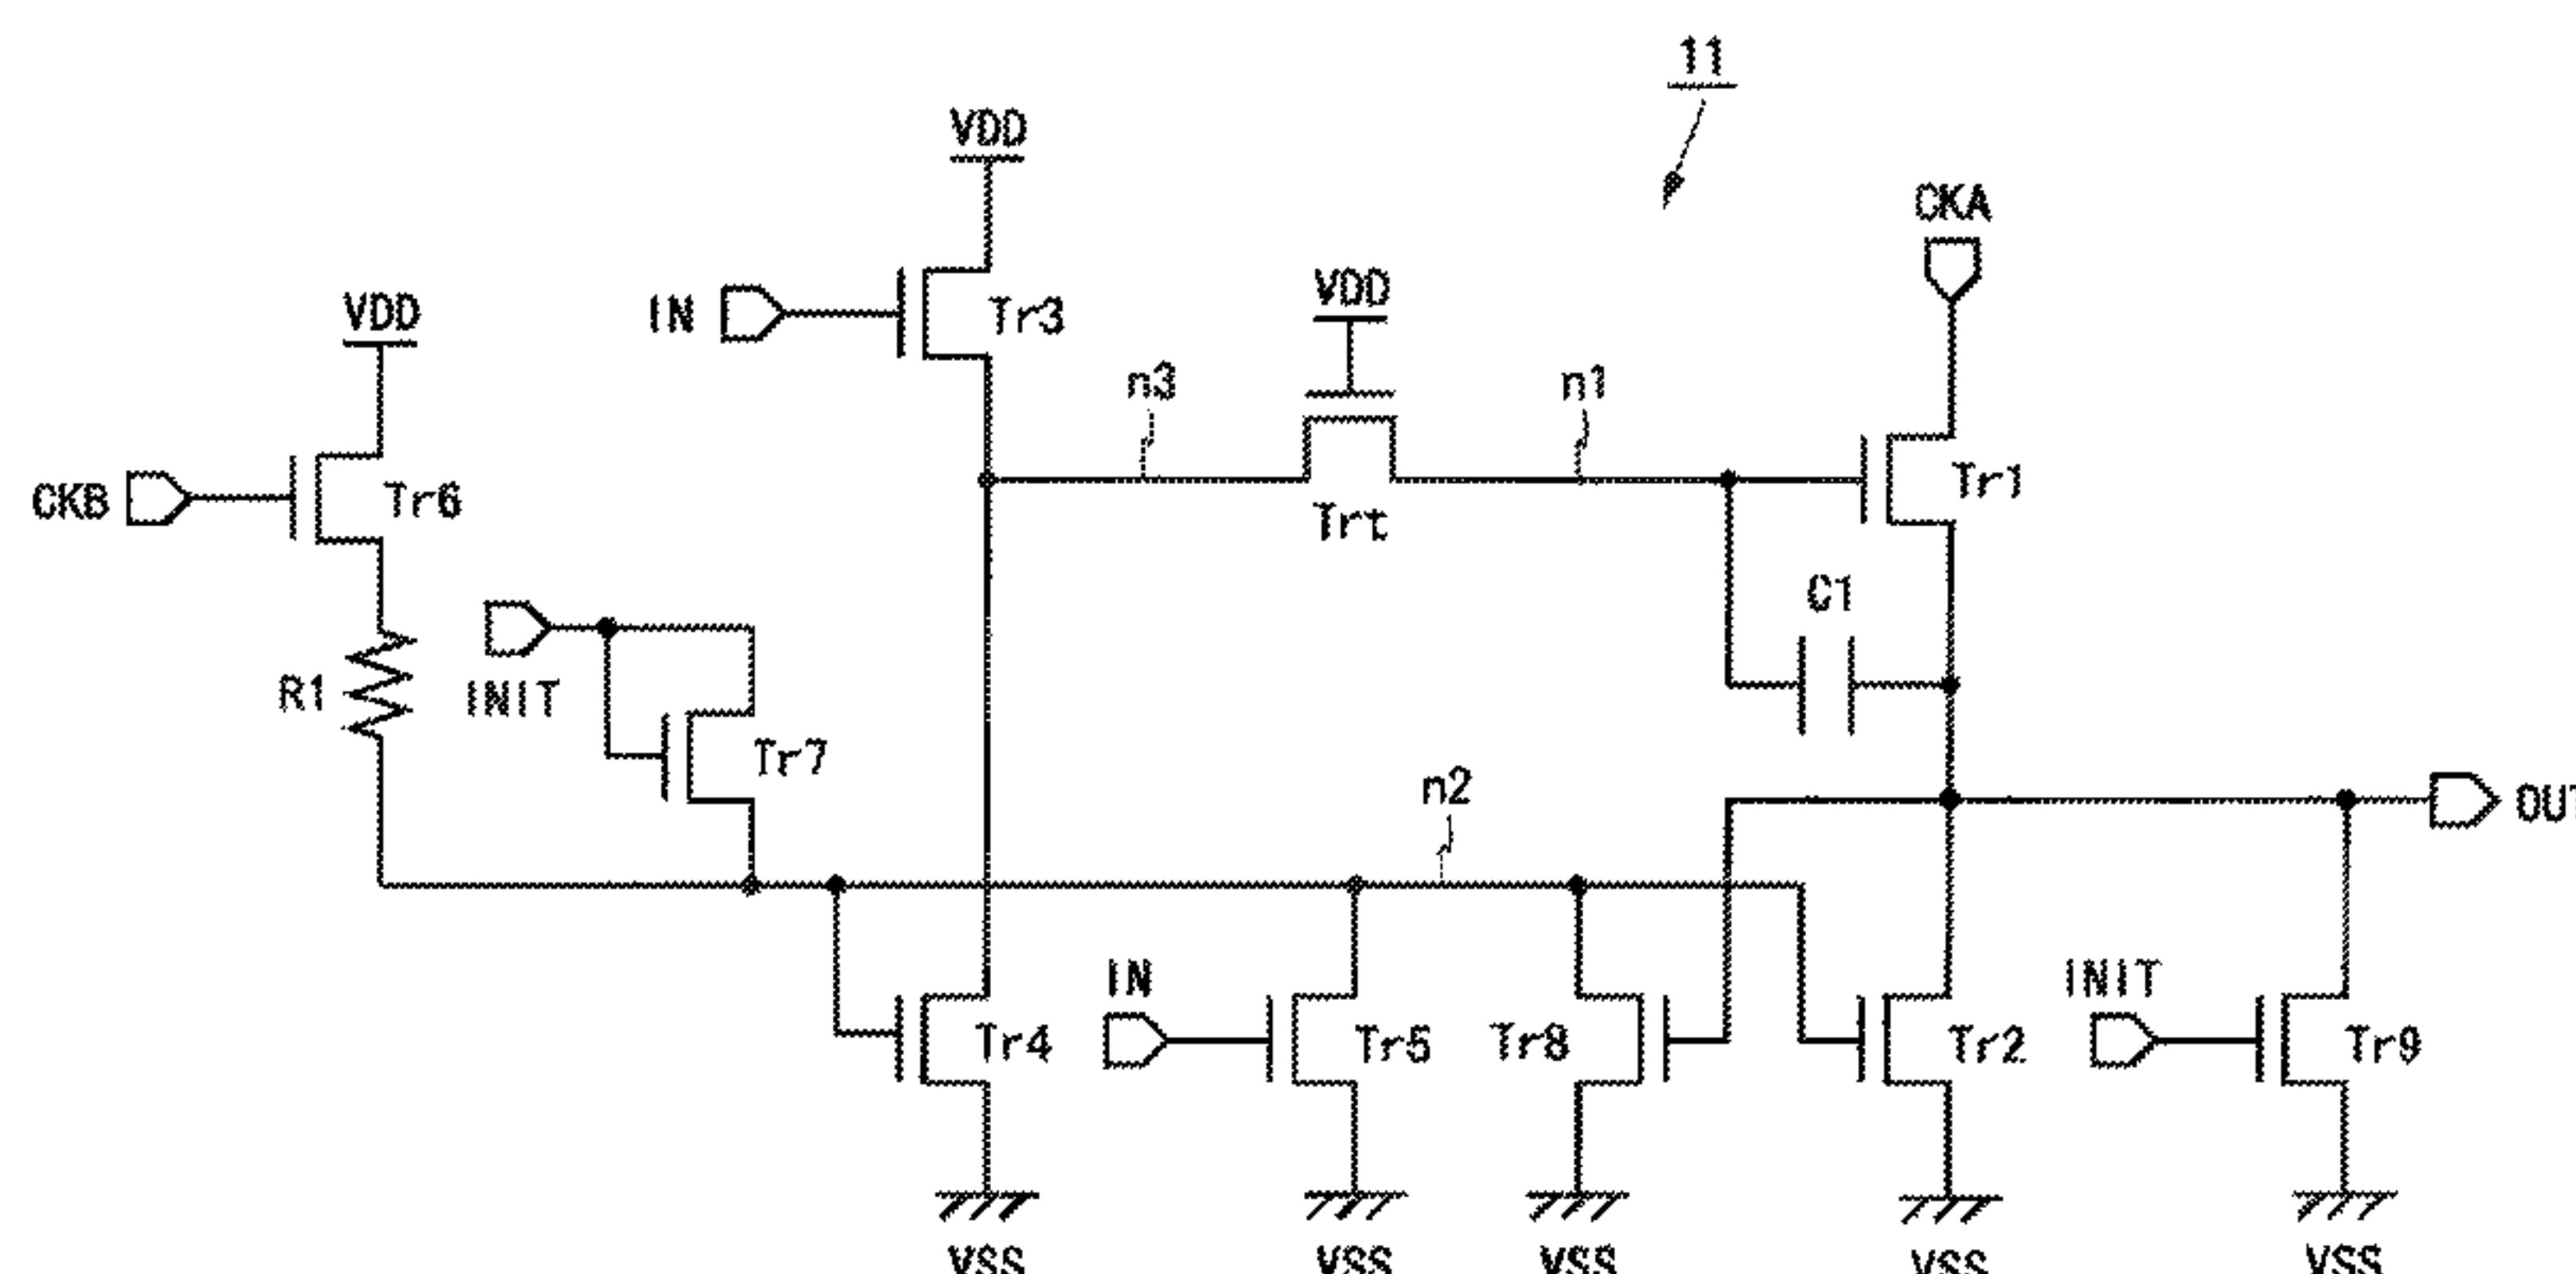 11
VDD
CKA
VDD
VDD
IN
Tr3
n3
n1
CKB
Tr6
Trt
Tr1
C1
R1
INIT
Tr7
n2
OUT
IN
INIT
Tr4
Tr5
Tr8
Tr2
Tr9
VSS
VSS
VSS
VSS
VSS